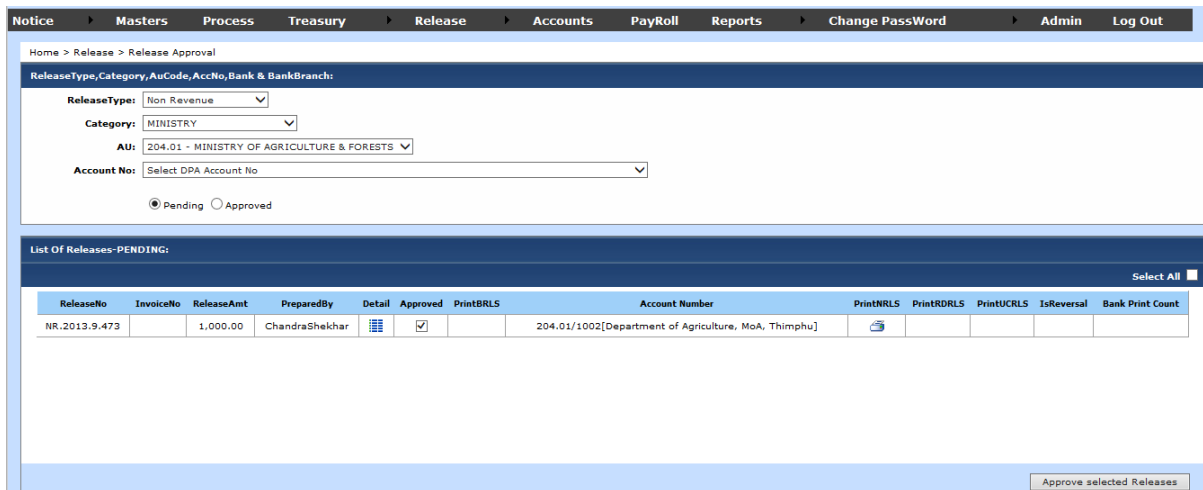 Notice Masters Process Treasury Release Accounts PayRoll Reports Change PassWord Admin Log Out
Home > Release > Release Approval
ReleaseType,Category,AuCode,AccNo,Bank & BankBranch:
ReleaseType: Non Revenue
Category: MINISTRY
AU: 204.01 - MINISTRY OF AGRICULTURE & FORESTS
Account No: Select DPA Account No
Pending Approved
List Of Releases-PENDING:
Select All
ReleaseNo InvoiceNo ReleaseAmt PreparedBy Detail Approved PrintBRLS Account Number PrintNRLS PrintRDRLS PrintUCRLS IsReversal Bank Print Count
NR.2013.9.473 1,000.00 ChandraShekhar 204.01/1002[Department of Agriculture, MoA, Thimphu]
Approve selected Releases